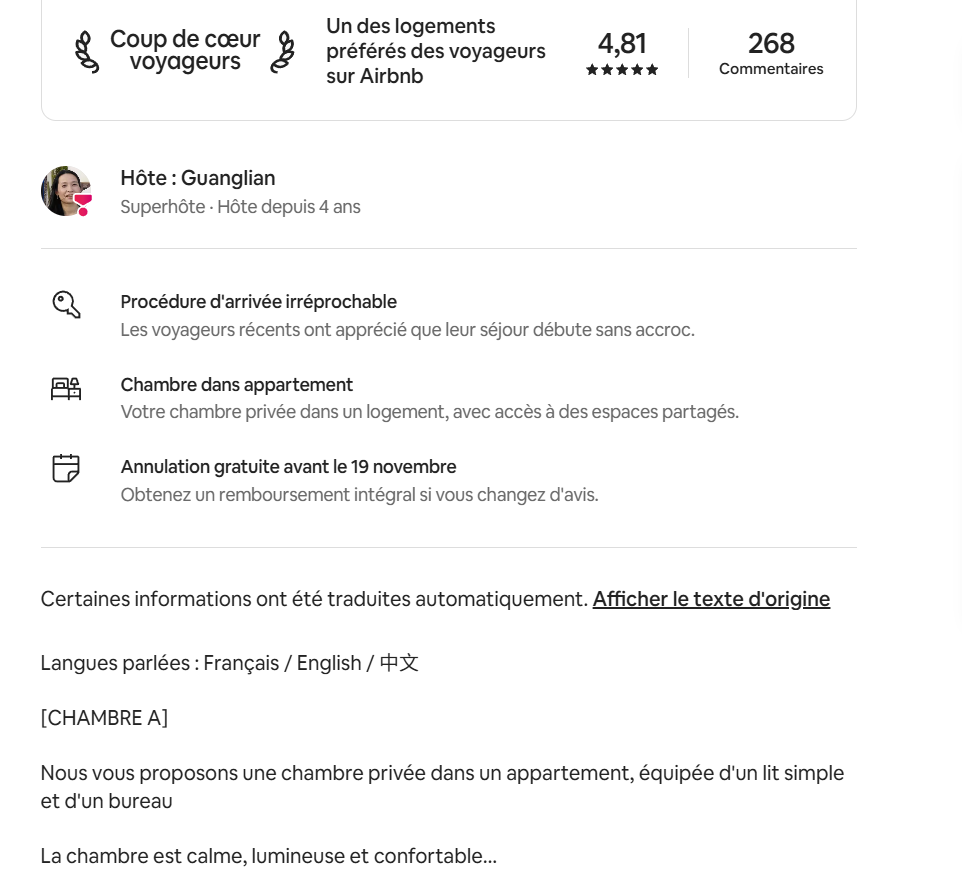 Coup de cœur
voyageurs
Un des logements
préférés des voyageurs
sur Airbnb
4,81
268
Commentaires
Hôte : Guanglian
Superhôte · Hôte depuis 4 ans
Procédure d'arrivée irréprochable
Les voyageurs récents ont apprécié que leur séjour débute sans accroc.
Chambre dans appartement
Votre chambre privée dans un logement, avec accès à des espaces partagés.
Annulation gratuite avant le 19 novembre
Obtenez un remboursement intégral si vous changez d'avis.
Certaines informations ont été traduites automatiquement. Afficher le texte d'origine
Langues parlées : Français / English / 中文
[CHAMBRE A]
Nous vous proposons une chambre privée dans un appartement, équipée d'un lit simple
et d'un bureau
La chambre est calme, lumineuse et confortable...